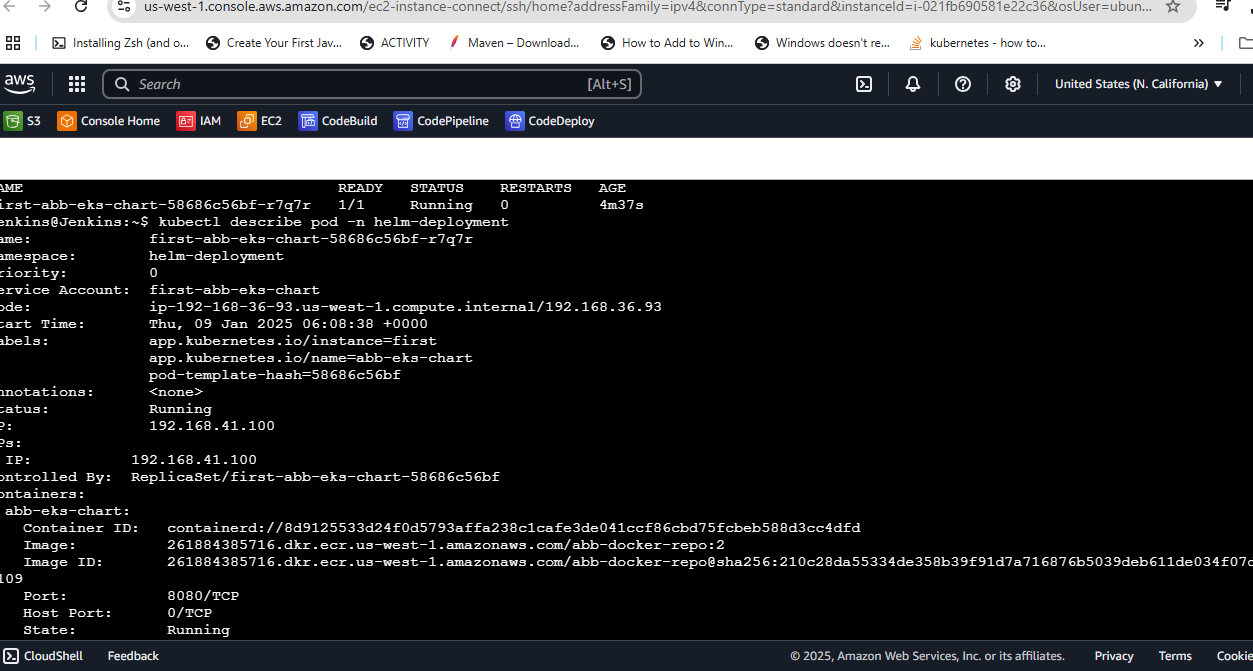 us-west-1.console.aws.amazon.com/ec2-instance-connect/ssh/home?addressFamily=ipv4&connType=standard&instanceId=i-021fb690581e22c36&osUser=ubun...
Installing Zsh (and o... Create Your First Jav... ACTIVITY Maven – Download... How to Add to Win... Windows doesn't re... kubernetes - how to...
aws Search [Alt+S] United States (N. California)
S3 Console Home IAM EC2 CodeBuild CodePipeline CodeDeploy
AME READY STATUS RESTARTS AGE
irst-abb-eks-chart-58686c56bf-r7q7r 1/1 Running 0 4m37s
enkins@Jenkins:~$ kubectl describe pod -n helm-deployment
ame: first-abb-eks-chart-58686c56bf-r7q7r
amespace: helm-deployment
riority: 0
ervice Account: first-abb-eks-chart
ode: ip-192-168-36-93.us-west-1.compute.internal/192.168.36.93
tart Time: Thu, 09 Jan 2025 06:08:38 +0000
abels: app.kubernetes.io/instance=first
app.kubernetes.io/name=abb-eks-chart
pod-template-hash=58686c56bf
nnotations: <none>
tatus: Running
P: 192.168.41.100
Ps:
IP: 192.168.41.100
ontrolled By: ReplicaSet/first-abb-eks-chart-58686c56bf
ontainers:
abb-eks-chart:
Container ID: containerd://8d9125533d24f0d5793affa238c1cafe3de041ccf86cbd75fcbeb588d3cc4dfd
Image: 261884385716.dkr.ecr.us-west-1.amazonaws.com/abb-docker-repo:2
Image ID: 261884385716.dkr.ecr.us-west-1.amazonaws.com/abb-docker-repo@sha256:210c28da55334de358b39f91d7a716876b5039deb611de034f07c
109
Port: 8080/TCP
Host Port: 0/TCP
State: Running
CloudShell Feedback © 2025, Amazon Web Services, Inc. or its affiliates. Privacy Terms Cookie